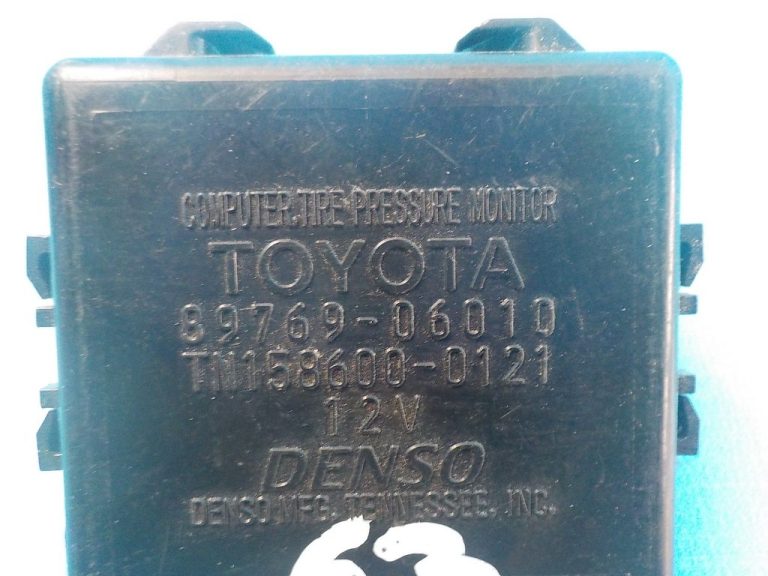 COMPUTER.TIRE PRESSURE MONITOR
TOYOTA
89769-06010
TN158600-0121
12V
DENSO
DENSO MFG. TENNESSEE, INC.